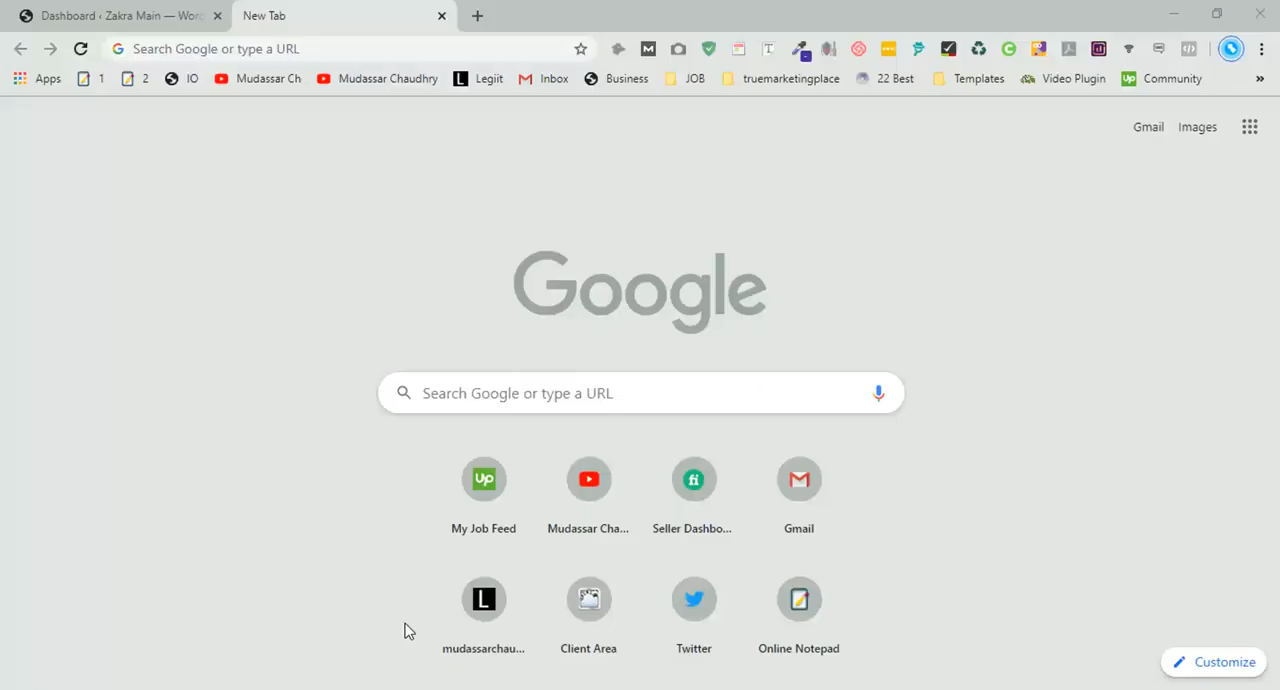 Dashboard ‹ Zakra Main — Wor
New Tab
Search Google or type a URL
Apps 1 2 IO Mudassar Ch Mudassar Chaudhry Legiit Inbox Business JOB truemarketingplace 22 Best Templates Video Plugin Community »
Gmail Images
Google
Search Google or type a URL
My Job Feed Mudassar Cha... Seller Dashbo... Gmail
mudassarchau... Client Area Twitter Online Notepad
Customize